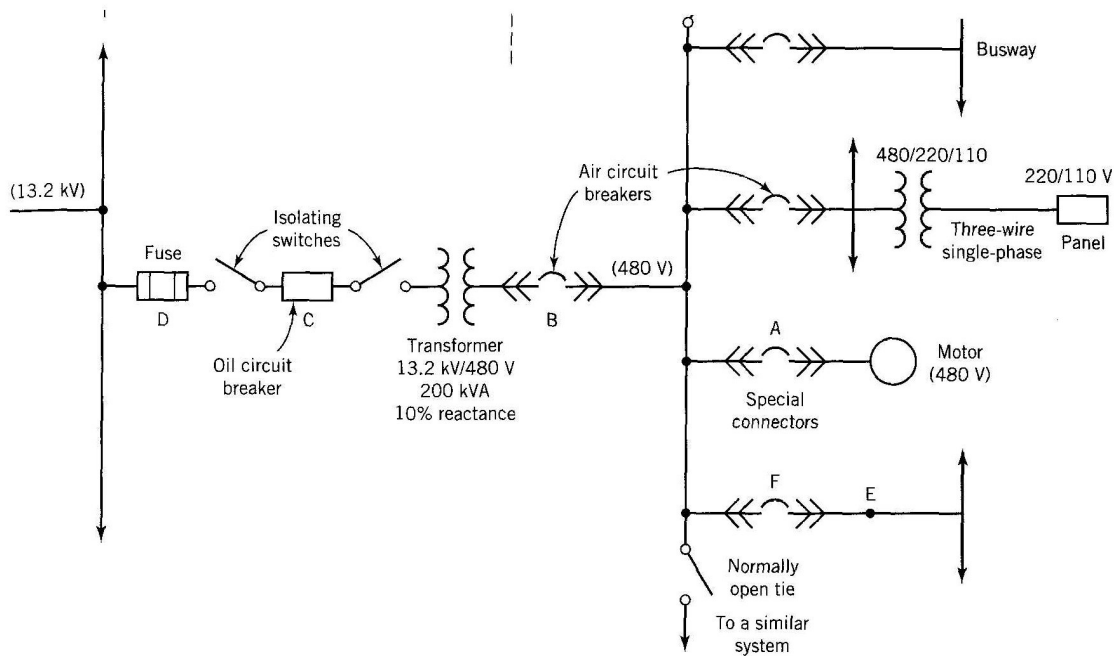 Busway
480/220/110
220/110 V
Air circuit
breakers
(13.2 kV)
Isolating
switches
Three-wire
single-phase
Panel
Fuse
(480 V)
D
C
B
A
Oil circuit
breaker
Transformer
13.2 kV/480 V
200 kVA
10% reactance
Motor
(480 V)
Special
connectors
F
E
Normally
open tie
To a similar
system